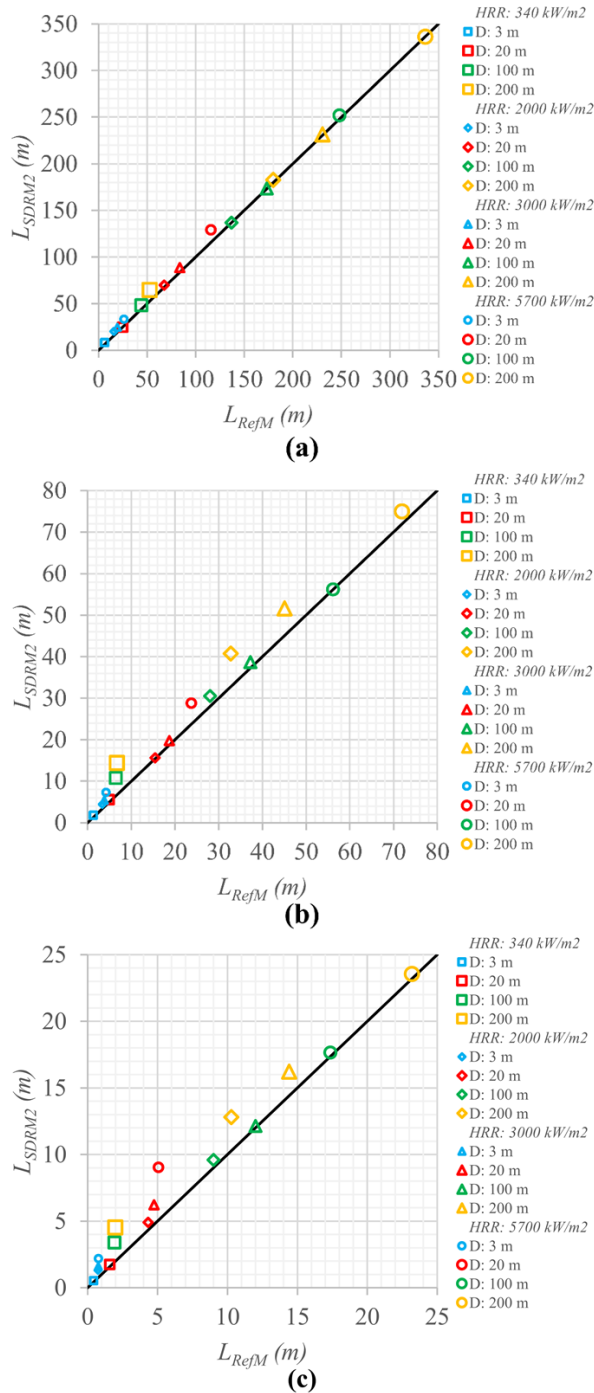 350
300
250
200
150
100
50
0
0 50 100 150 200 250 300 350
L_SDRM2 (m)
L_RefM (m)
HRR: 340 kW/m2
D: 3 m
D: 20 m
D: 100 m
D: 200 m
HRR: 2000 kW/m2
D: 3 m
D: 20 m
D: 100 m
D: 200 m
HRR: 3000 kW/m2
D: 3 m
D: 20 m
D: 100 m
D: 200 m
HRR: 5700 kW/m2
D: 3 m
D: 20 m
D: 100 m
D: 200 m
(a)
80
70
60
50
40
30
20
10
0
0 10 20 30 40 50 60 70 80
L_SDRM2 (m)
L_RefM (m)
HRR: 340 kW/m2
D: 3 m
D: 20 m
D: 100 m
D: 200 m
HRR: 2000 kW/m2
D: 3 m
D: 20 m
D: 100 m
D: 200 m
HRR: 3000 kW/m2
D: 3 m
D: 20 m
D: 100 m
D: 200 m
HRR: 5700 kW/m2
D: 3 m
D: 20 m
D: 100 m
D: 200 m
(b)
25
20
15
10
5
0
0 5 10 15 20 25
L_SDRM2 (m)
L_RefM (m)
HRR: 340 kW/m2
D: 3 m
D: 20 m
D: 100 m
D: 200 m
HRR: 2000 kW/m2
D: 3 m
D: 20 m
D: 100 m
D: 200 m
HRR: 3000 kW/m2
D: 3 m
D: 20 m
D: 100 m
D: 200 m
HRR: 5700 kW/m2
D: 3 m
D: 20 m
D: 100 m
D: 200 m
(c)